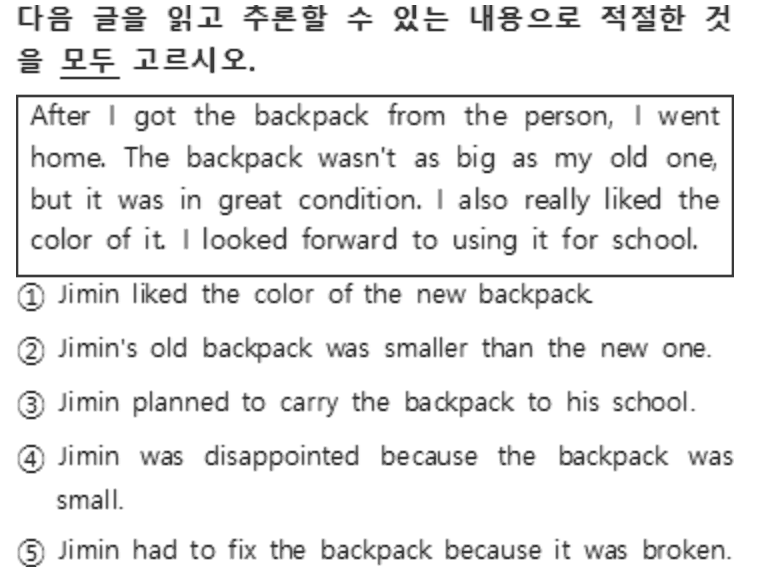 다음 글을 읽고 추론할 수 있는 내용으로 적절한 것
을 모두 고르시오.
After I got the backpack from the person, I went
home. The backpack wasn't as big as my old one,
but it was in great condition. I also really liked the
color of it. I looked forward to using it for school.
① Jimin liked the color of the new backpack.
② Jimin's old backpack was smaller than the new one.
③ Jimin planned to carry the backpack to his school.
④ Jimin was disappointed because the backpack was
small.
⑤ Jimin had to fix the backpack because it was broken.